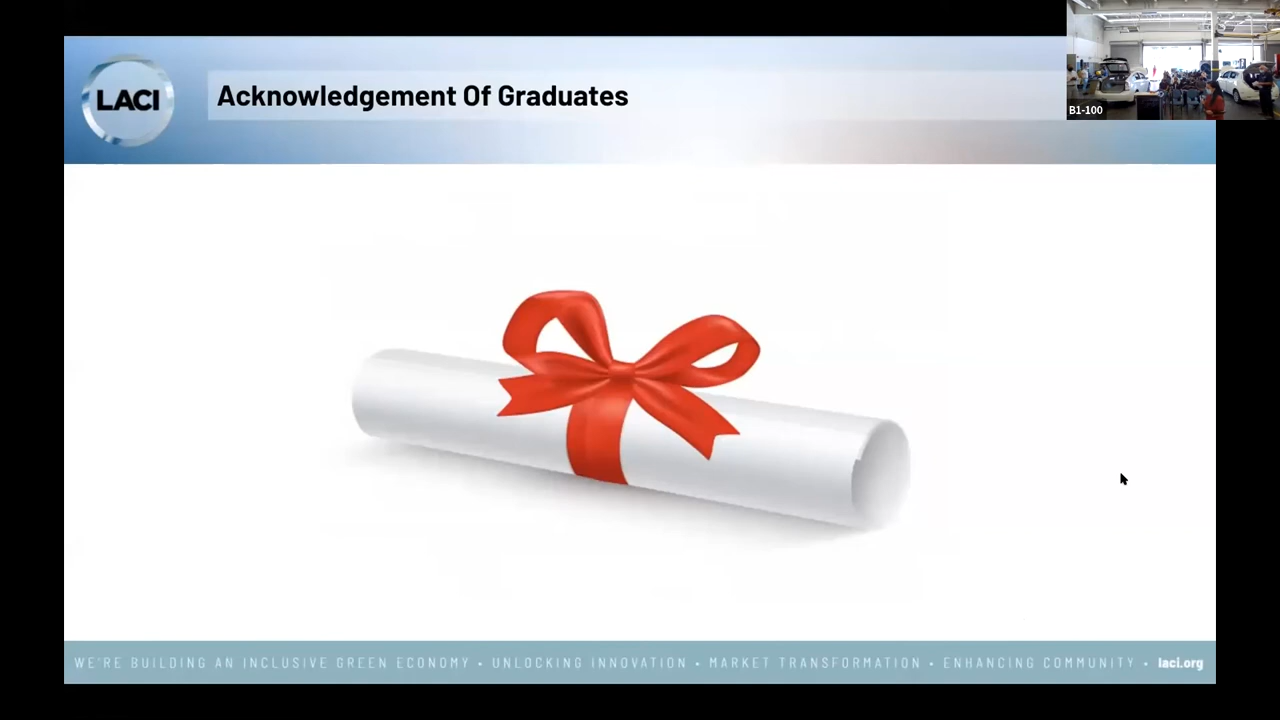 LACI
Acknowledgement Of Graduates
B1-100
WE'RE BUILDING AN INCLUSIVE GREEN ECONOMY • UNLOCKING INNOVATION • MARKET TRANSFORMATION • ENHANCING COMMUNITY • laci.org